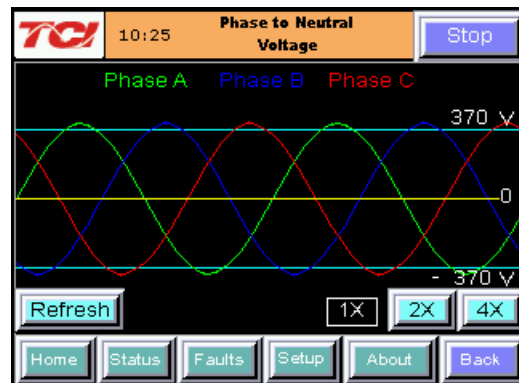 TCI
10:25
Phase to Neutral
Voltage
Stop
Phase A Phase B Phase C
370 V
0
- 370 V
Refresh
1X
2X
4X
Home
Status
Faults
Setup
About
Back